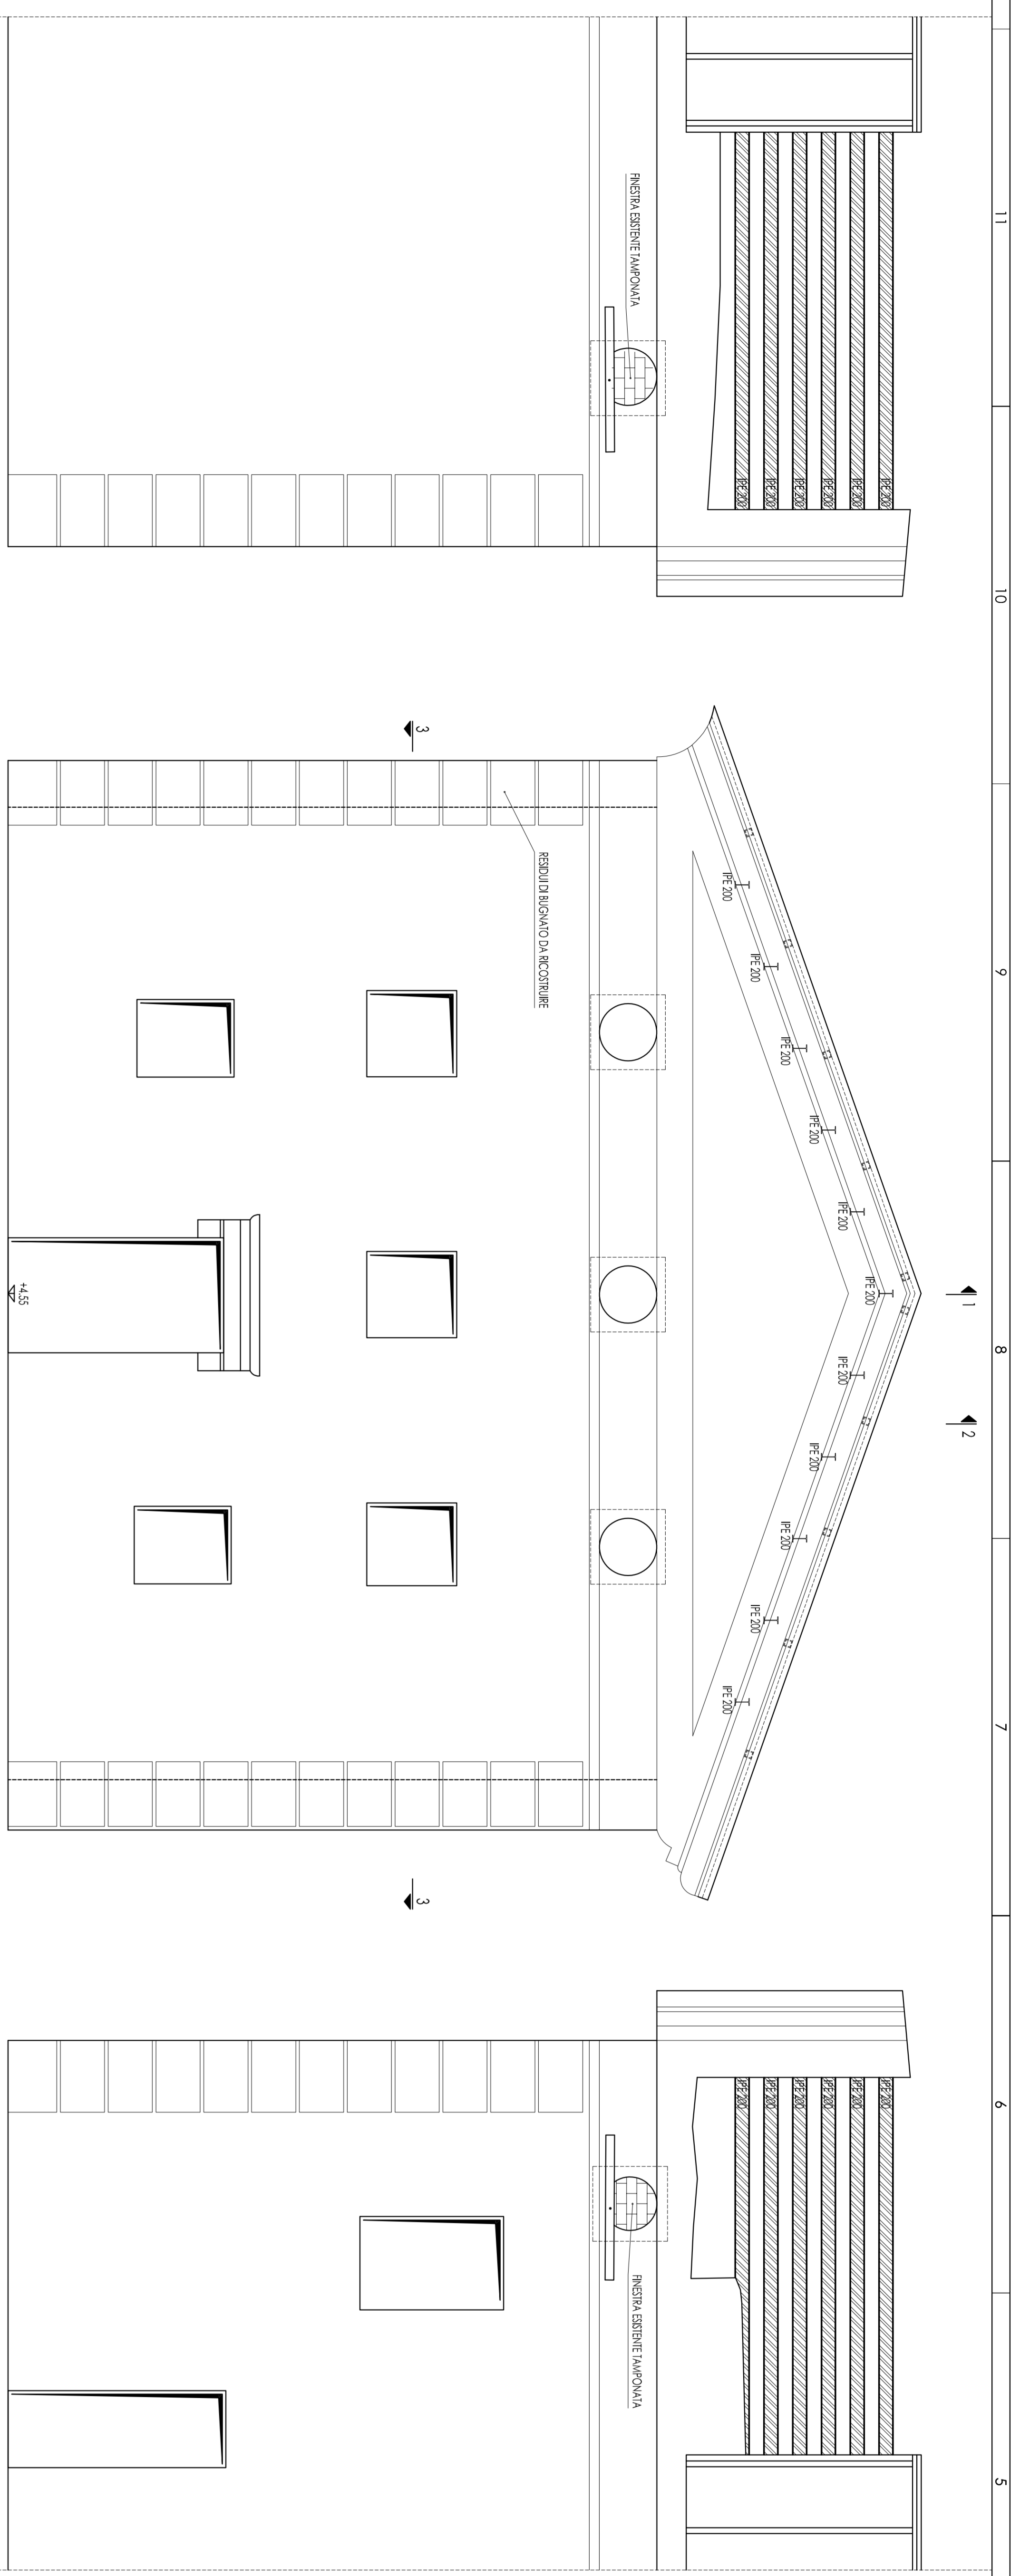 11
10
9
8
7
6
5
FINESTRA ESISTENTE TAMPONATA
IPE 200
IPE 200
IPE 200
IPE 200
IPE 200
IPE 200
3
RESIDUI DI BUGNATO DA RICOSTRUIRE
IPE 200
IPE 200
IPE 200
IPE 200
IPE 200
IPE 200
IPE 200
IPE 200
IPE 200
IPE 200
IPE 200
1
2
+4.55
3
IPE 200
IPE 200
IPE 200
IPE 200
IPE 200
IPE 200
FINESTRA ESISTENTE TAMPONATA